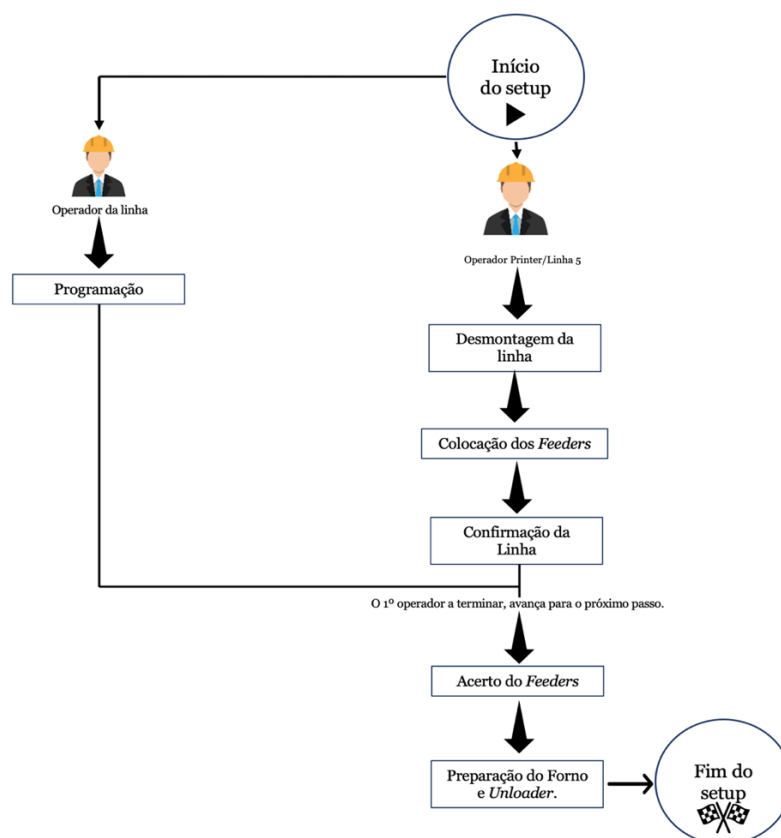 Início
do setup
Operador da linha
Operador Printer/Linha 5
Programação
Desmontagem da
linha
Colocação dos Feeders
Confirmação da
Linha
O 1º operador a terminar, avança para o próximo passo.
Acerto do Feeders
Preparação do Forno
e Unloader.
Fim do
setup